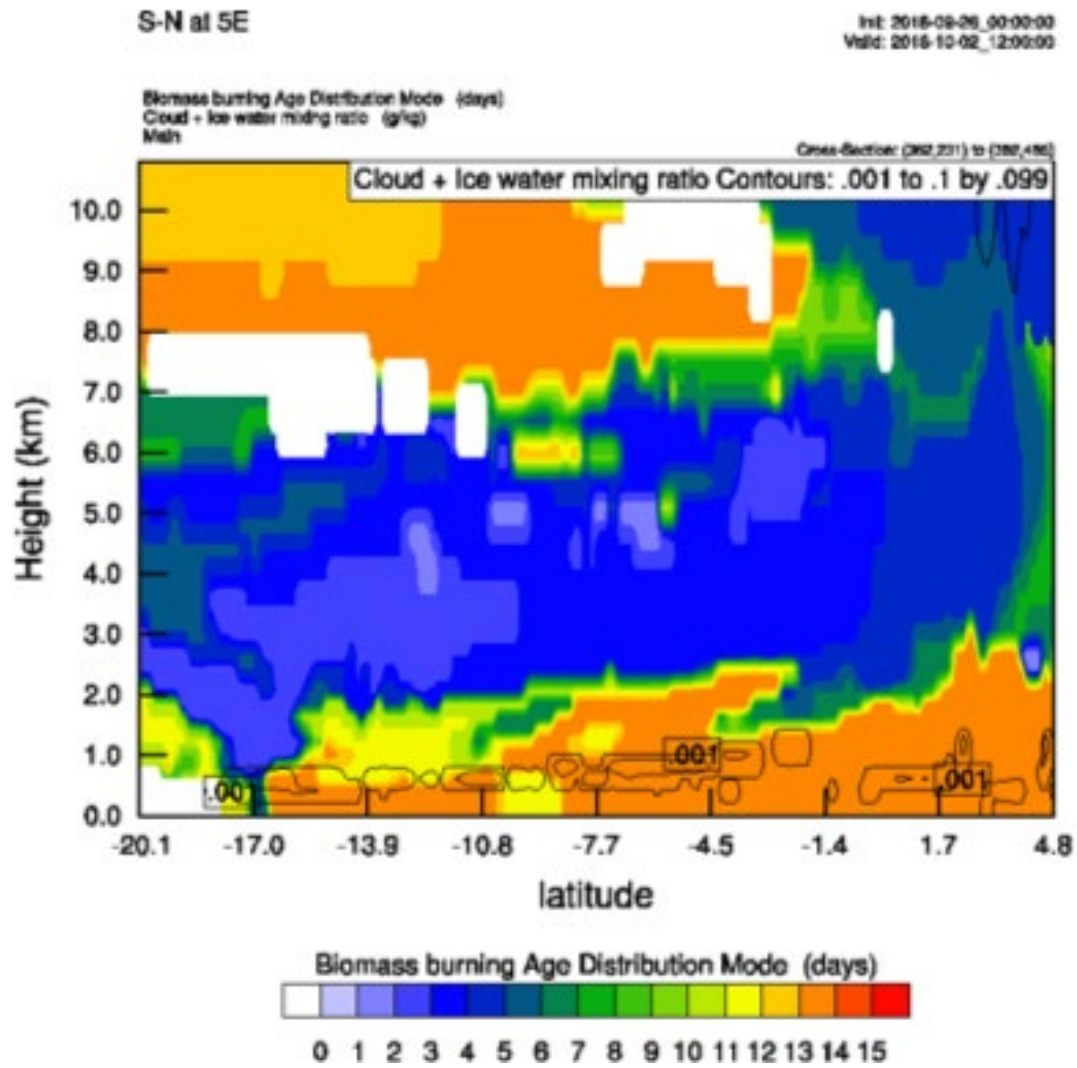 S-N at 5E
Init: 2016-09-26_00:00:00
Valid: 2016-10-02_12:00:00
Biomass burning Age Distribution Mode (days)
Cloud + Ice water mixing ratio (g/kg)
Main
Cross-Section: to
Cloud + Ice water mixing ratio Contours: .001 to .1 by .099
10.0
9.0
8.0
7.0
6.0
5.0
4.0
3.0
2.0
1.0
0.0
Height (km)
.001
.001
.00
-20.1 -17.0 -13.9 -10.8 -7.7 -4.5 -1.4 1.7 4.8
latitude
Biomass burning Age Distribution Mode (days)
0 1 2 3 4 5 6 7 8 9 10 11 12 13 14 15